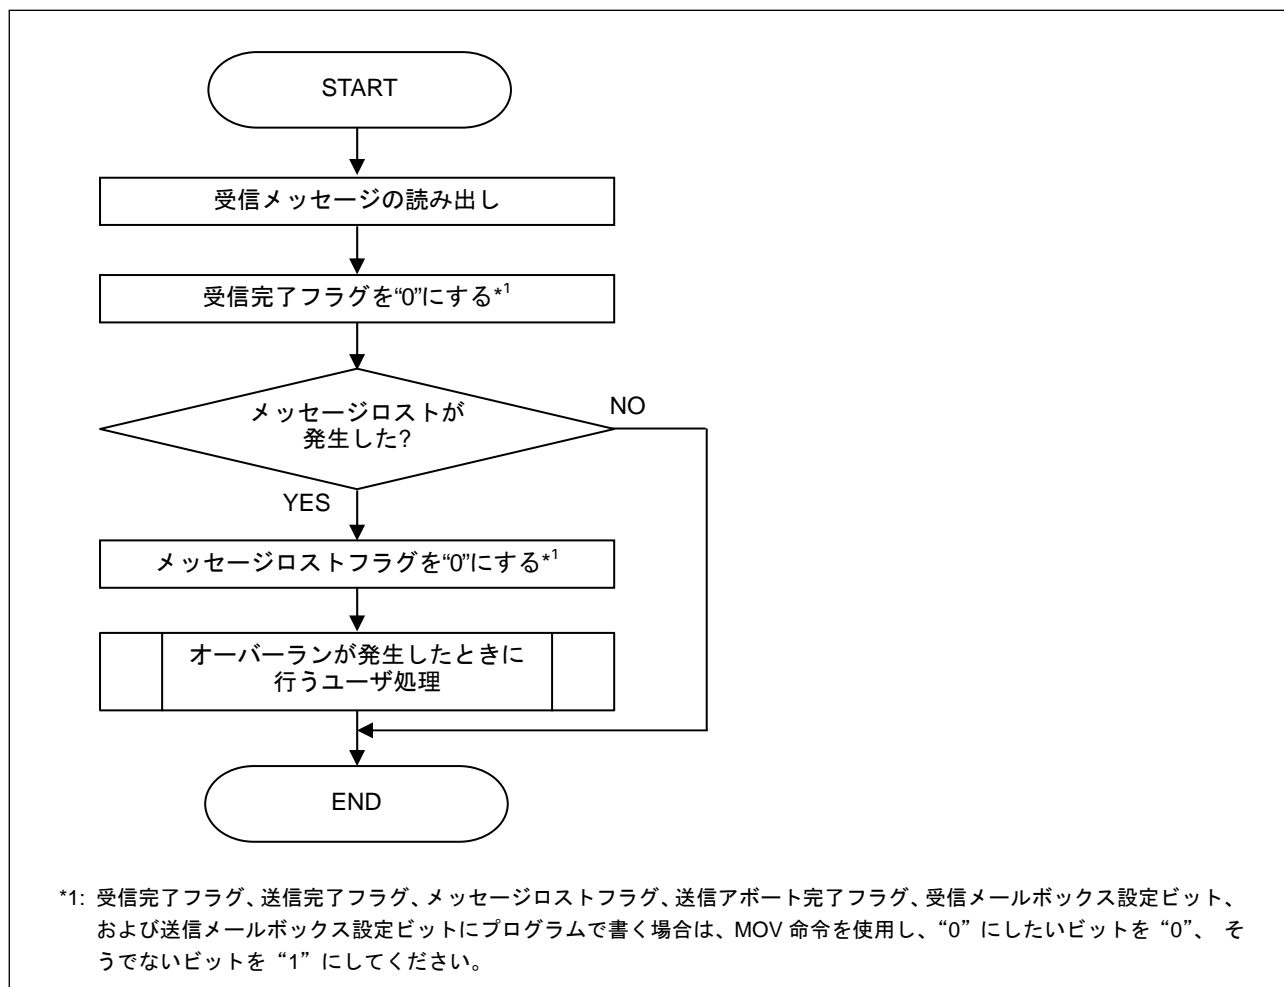 START
受信メッセージの読み出し
受信完了フラグを“0”にする*1
メッセージロストが
発生した?
NO
YES
メッセージロストフラグを“0”にする*1
オーバーランが発生したときに
行うユーザ処理
END
*1: 受信完了フラグ、送信完了フラグ、メッセージロストフラグ、送信アボート完了フラグ、受信メールボックス設定ビット、
および送信メールボックス設定ビットにプログラムで書く場合は、MOV 命令を使用し、“0” にしたいビットを “0”、 そ
うでないビットを “1” にしてください。